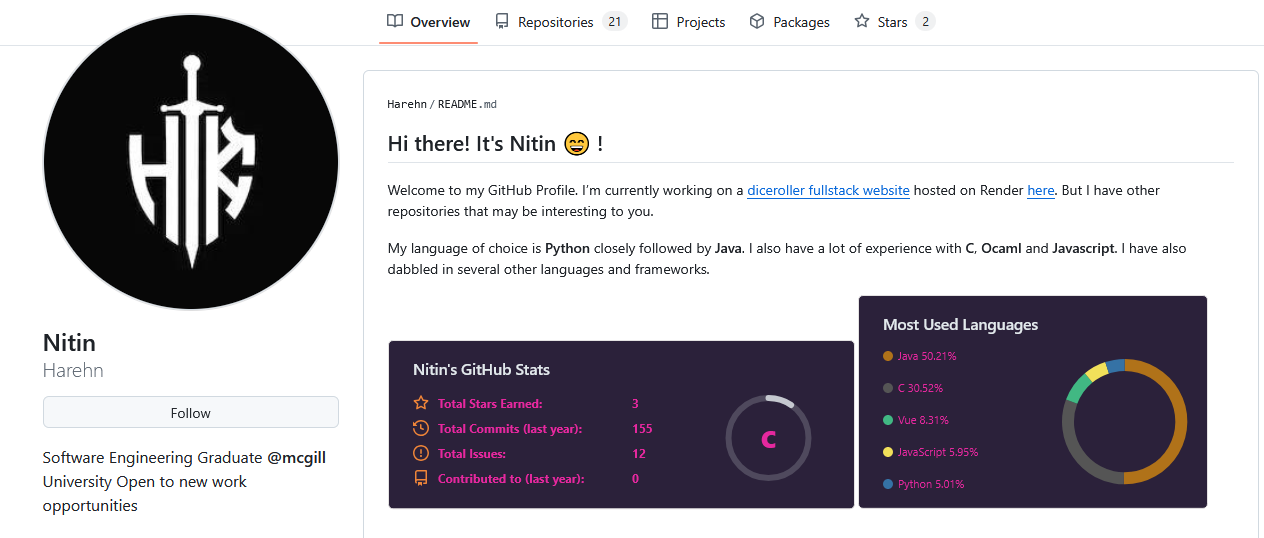 Overview Repositories 21 Projects Packages Stars 2
HTK
Nitin
Harehn
Follow
Software Engineering Graduate @mcgill
University Open to new work
opportunities
Harehn / README.md
Hi there! It's Nitin 😄 !
Welcome to my GitHub Profile. I'm currently working on a diceroller fullstack website hosted on Render here. But I have other
repositories that may be interesting to you.
My language of choice is Python closely followed by Java. I also have a lot of experience with C, Ocaml and Javascript. I have also
dabbled in several other languages and frameworks.
Nitin's GitHub Stats
Total Stars Earned: 3
Total Commits (last year): 155
Total Issues: 12
Contributed to (last year): 0
C
Most Used Languages
Java 50.21%
C 30.52%
Vue 8.31%
JavaScript 5.95%
Python 5.01%